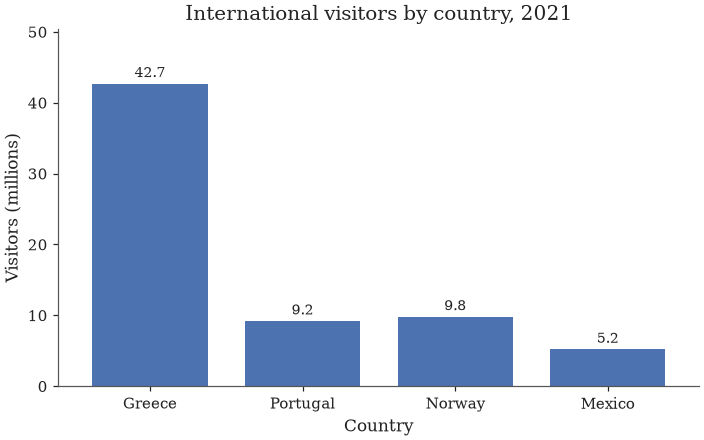 International visitors by country, 2021
Visitors (millions)
50
40
30
20
10
0
42.7
9.2
9.8
5.2
Greece
Portugal
Norway
Mexico
Country